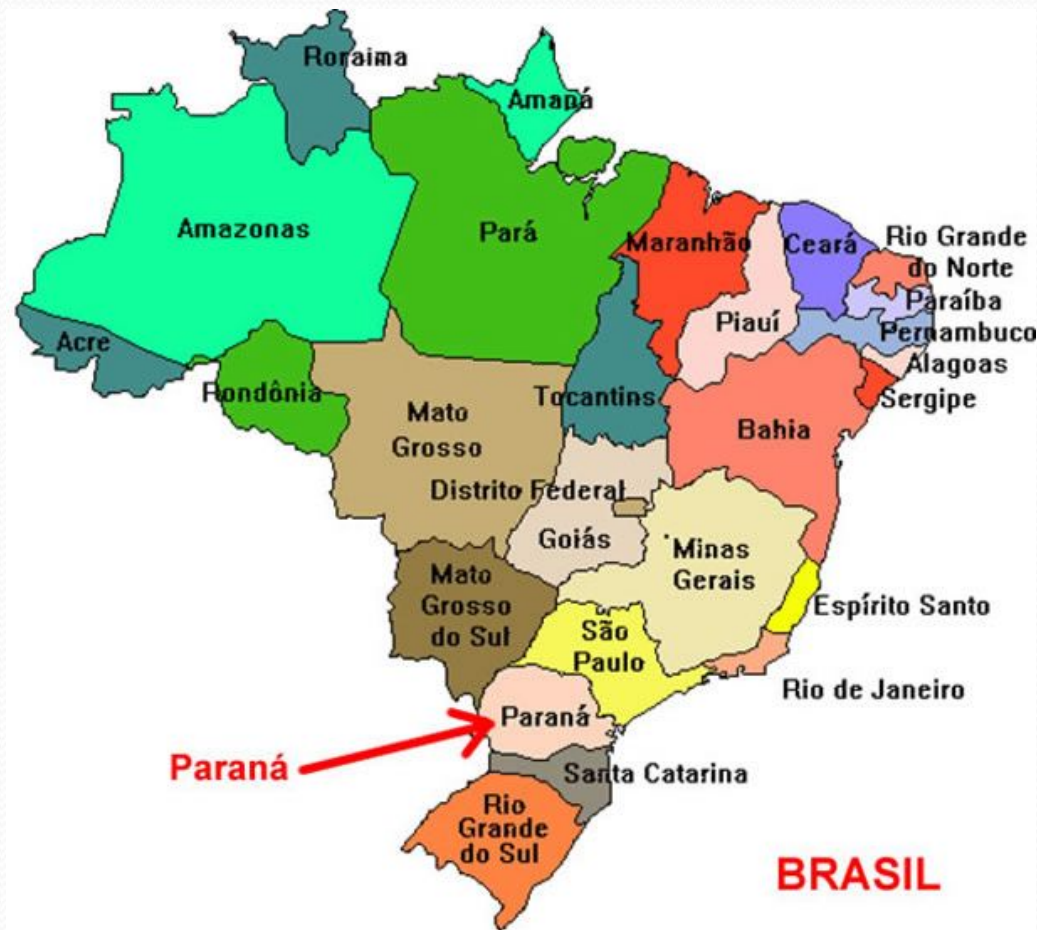 Roraima
Amapá
Amazonas
Pará
Maranhão
Ceará
Rio Grande
do Norte
Paraíba
Piauí
Pernambuco
Alagoas
Acre
Rondônia
Tocantins
Sergipe
Mato
Grosso
Bahia
Distrito Federal
Goiás
Minas
Gerais
Mato
Grosso
do Sul
Espírito Santo
São
Paulo
Rio de Janeiro
Paraná
Paraná
Santa Catarina
Rio
Grande
do Sul
BRASIL